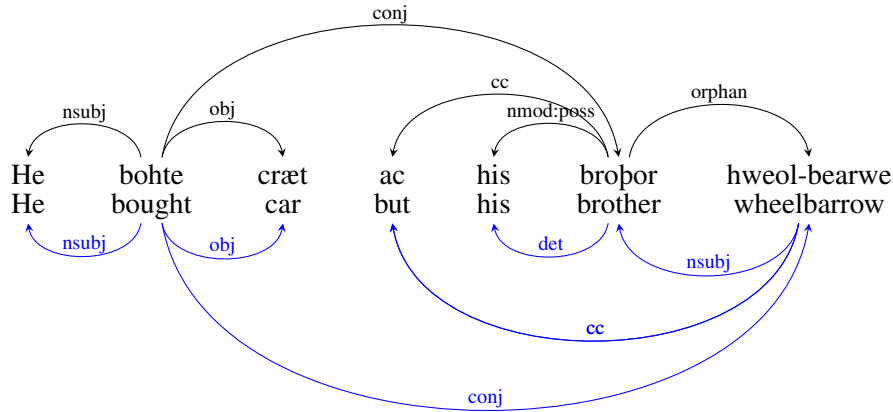 conj
cc
orphan
nsubj obj nmod:poss
He bohte cræt ac his broþor hweol-bearwe
He bought car but his brother wheelbarrow
nsubj obj det nsubj
cc
conj